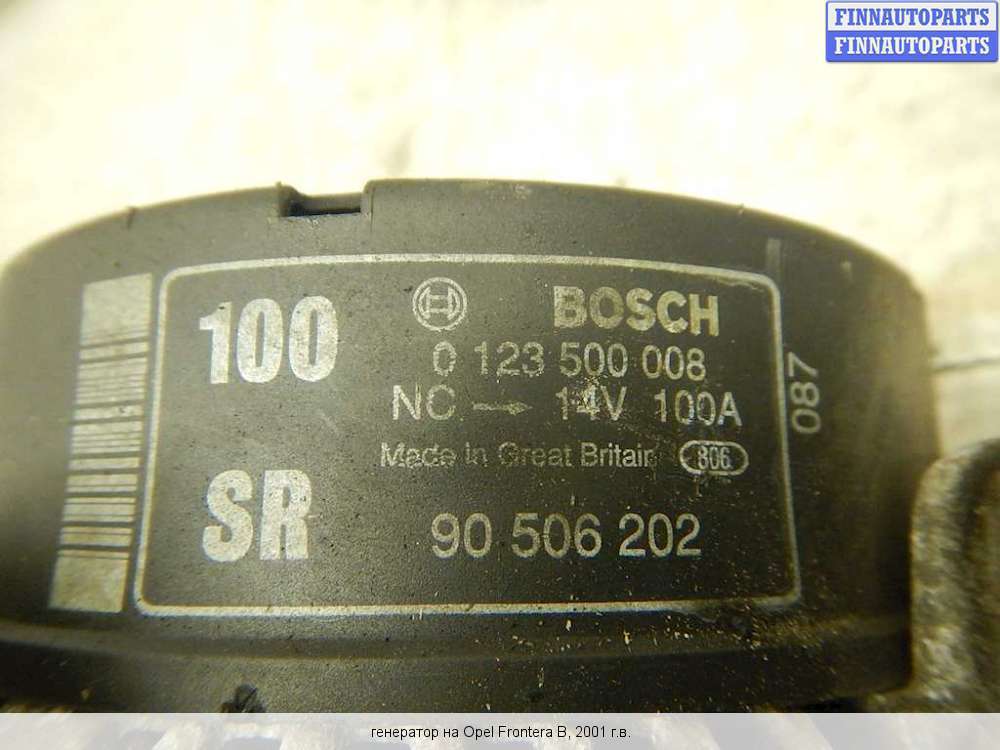 FINNAUTOPARTS
FINNAUTOPARTS
100
BOSCH
0 123 500 008
NC → 14V 100A
Made in Great Britain 806
SR
90 506 202
087
генератор на Opel Frontera B, 2001 г.в.